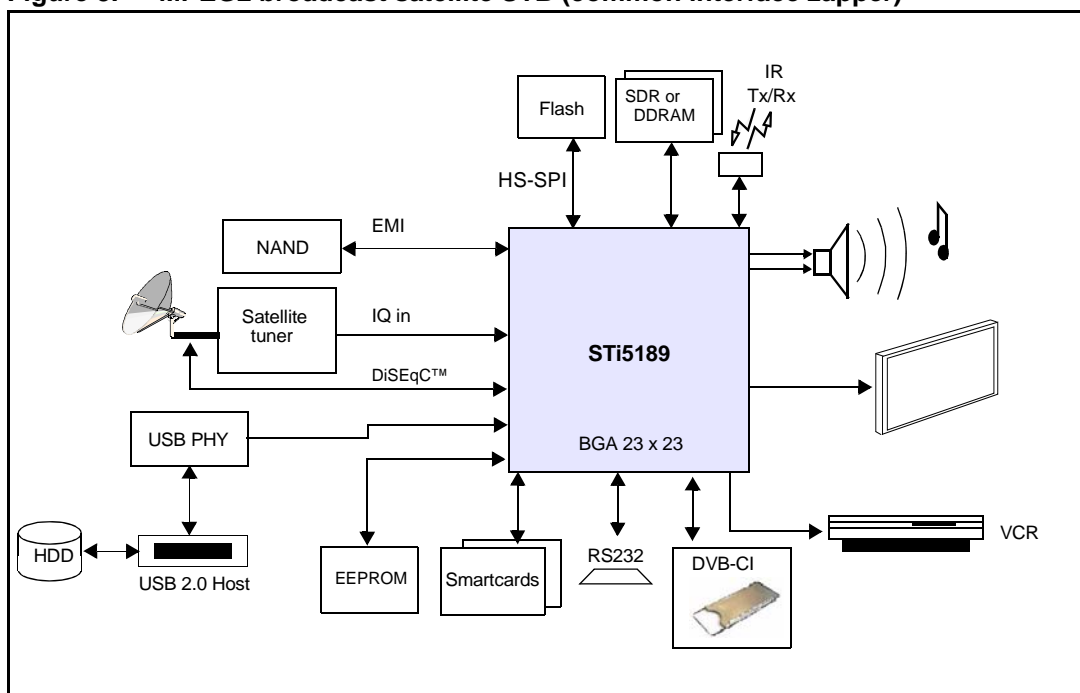 IR
Tx/Rx
Flash
SDR or
DDRAM
HS-SPI
EMI
NAND
Satellite
tuner
IQ in
STi5189
DiSEqC™
USB PHY
BGA 23 x 23
HDD
USB 2.0 Host
EEPROM
Smartcards
RS232
DVB-CI
VCR